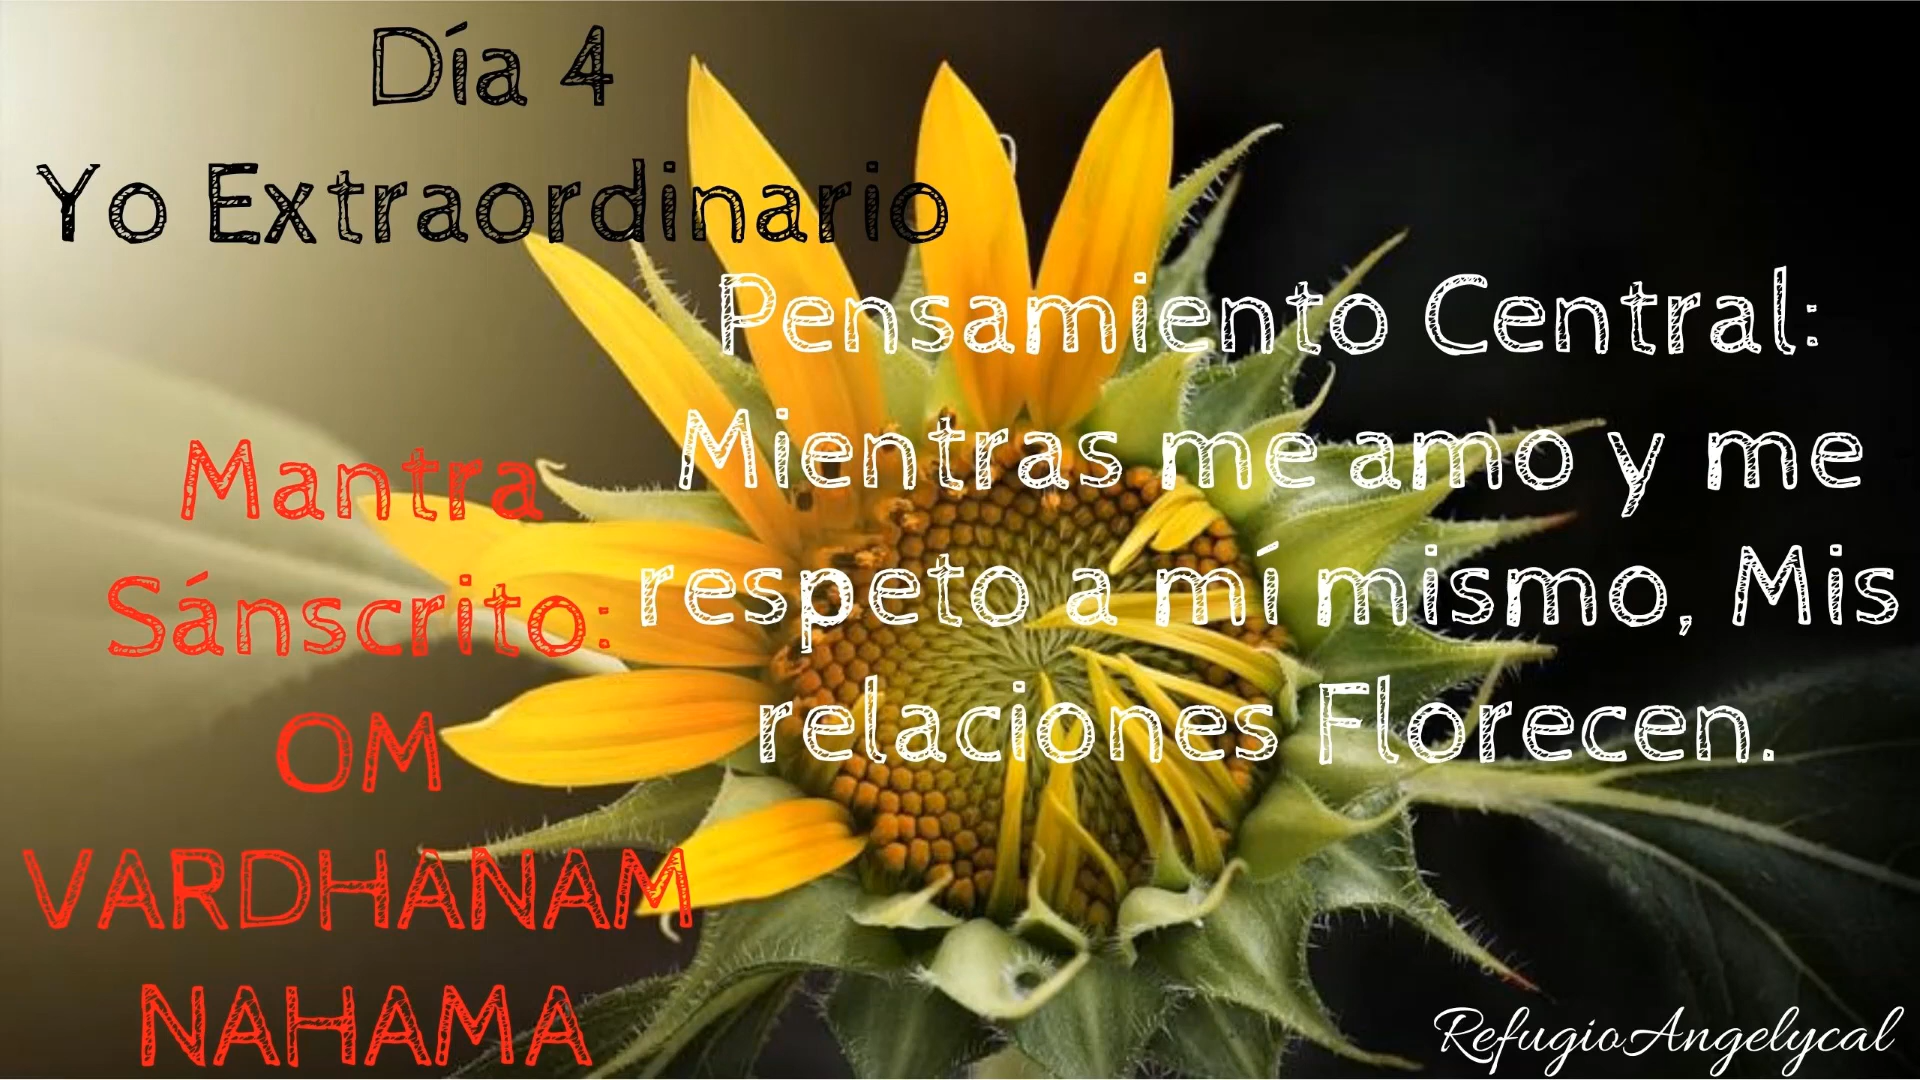 Día 4
Yo Extraordinario
Pensamiento Central:
Mientras me amo y me
respeto a mí mismo, Mis
relaciones Florecen.
Mantra
Sánscrito:
OM
VARDHANAM
NAHAMA
RefugioAngelycal